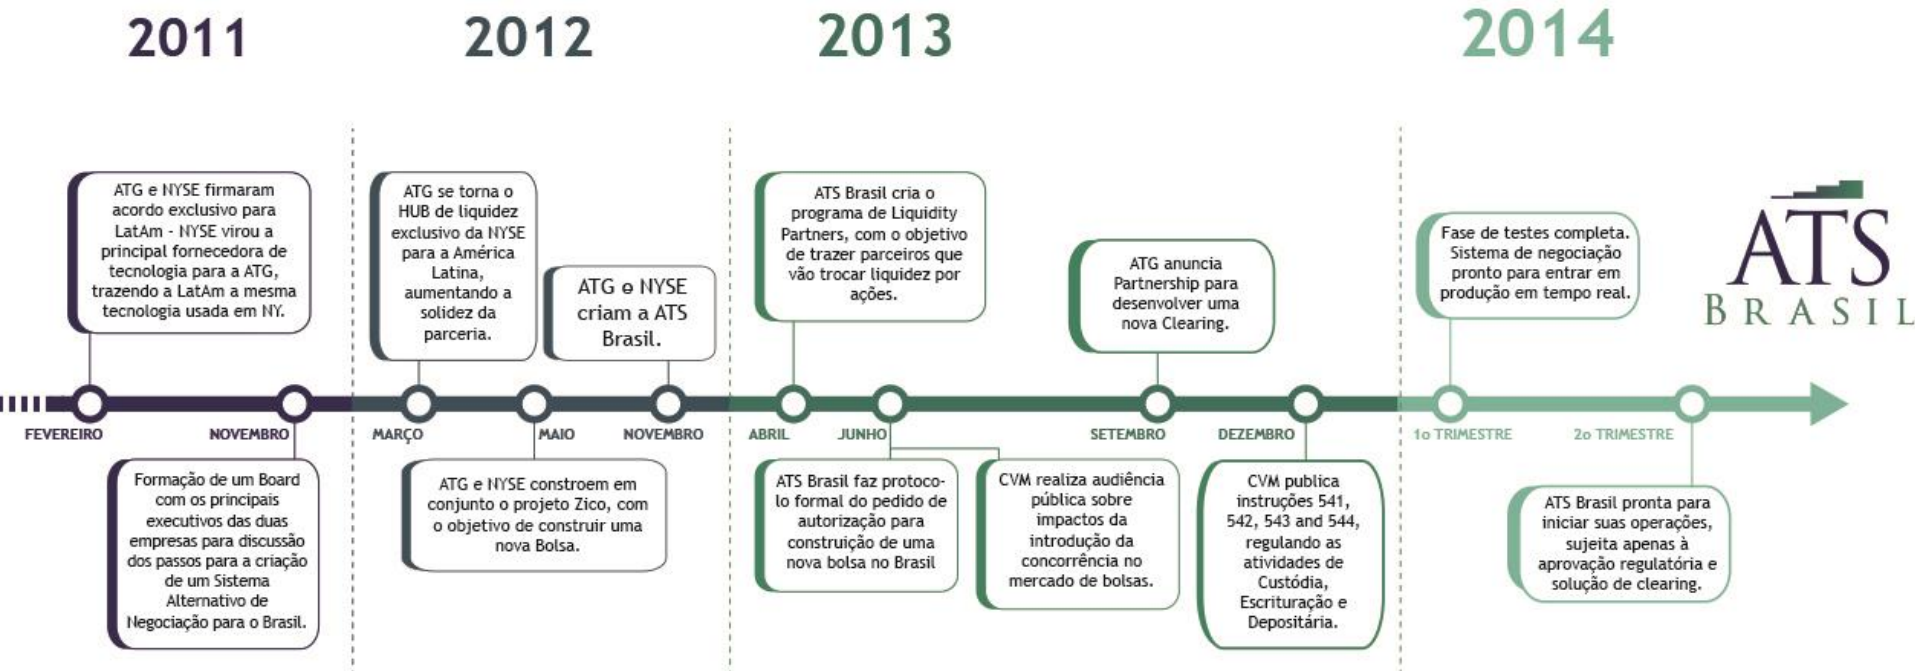 2011
2012
2013
2014
ATG e NYSE firmaram
acordo exclusivo para
LatAm - NYSE virou a
principal fornecedora de
tecnologia para a ATG,
trazendo a LatAm a mesma
tecnologia usada em NY.
ATG se torna o
HUB de liquidez
exclusivo da NYSE
para a América
Latina,
aumentando a
solidez da
parceria.
ATG e NYSE
criam a ATS
Brasil.
ATS Brasil cria o
programa de Liquidity
Partners, com o objetivo
de trazer parceiros que
vão trocar liquidez por
ações.
ATG anuncia
Partnership para
desenvolver uma
nova Clearing.
Fase de testes completa.
Sistema de negociação
pronto para entrar em
produção em tempo real.
ATS
BRASIL
FEVEREIRO
NOVEMBRO
MARÇO
MAIO
NOVEMBRO
ABRIL
JUNHO
SETEMBRO
DEZEMBRO
1o TRIMESTRE
2o TRIMESTRE
Formação de um Board
com os principais
executivos das duas
empresas para discussão
dos passos para a criação
de um Sistema
Alternativo de
Negociação para o Brasil.
ATG e NYSE constroem em
conjunto o projeto Zico, com
o objetivo de construir uma
nova Bolsa.
ATS Brasil faz protoco-
lo formal do pedido de
autorização para
construição de uma
nova bolsa no Brasil
CVM realiza audiência
pública sobre
impactos da
introdução da
concorrência no
mercado de bolsas.
CVM publica
instruções 541,
542, 543 and 544,
regulando as
atividades de
Custódia,
Escrituração e
Depositária.
ATS Brasil pronta para
iniciar suas operações,
sujeita apenas à
aprovação regulatória e
solução de clearing.